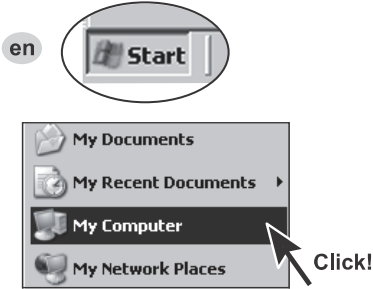 en
Start
My Documents
My Recent Documents
My Computer
Click!
My Network Places